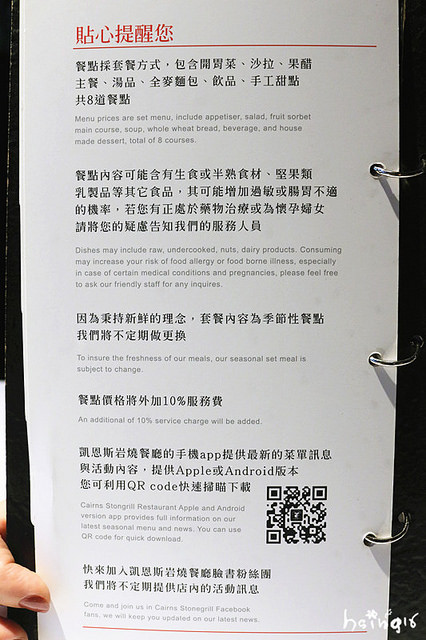 貼心提醒您
餐點採套餐方式，包含開胃菜、沙拉、果醋
主餐、湯品、全麥麵包、飲品、手工甜點
共8道餐點
Menu prices are set menu, include appetiser, salad, fruit sorbet
main course, soup, whole wheat bread, beverage, and house
made dessert, total of 8 courses.
餐點內容可能含有生食或半熟食材、堅果類
乳製品等其它食品，其可能增加過敏或腸胃不適
的機率，若您有正處於藥物治療或為懷孕婦女
請將您的疑慮告知我們的服務人員
Dishes may include raw, undercooked, nuts, dairy products. Consuming
may increase your risk of food allergy or food borne illness, especially
in case of certain medical conditions and pregnancies, please feel free
to ask our friendly staff for any inquires.
因為秉持新鮮的理念，套餐內容為季節性餐點
我們將不定期做更換
To insure the freshness of our meals, our seasonal set meal is
subject to change.
餐點價格將外加10%服務費
An additional of 10% service charge will be added.
凱恩斯岩燒餐廳的手機app提供最新的菜單訊息
與活動內容，提供Apple或Android版本
您可利用QR code快速掃瞄下載
Cairns Stongrill Restaurant Apple and Android
version app provides full information on our
latest seasonal menu and news. You can use
QR code for quick download.
快來加入凱恩斯岩燒餐廳臉書粉絲團
我們將不定期提供店內的活動訊息
Come and join us in Cairns Stonegrill Facebook
fans, we will keep you updated on our latest news.